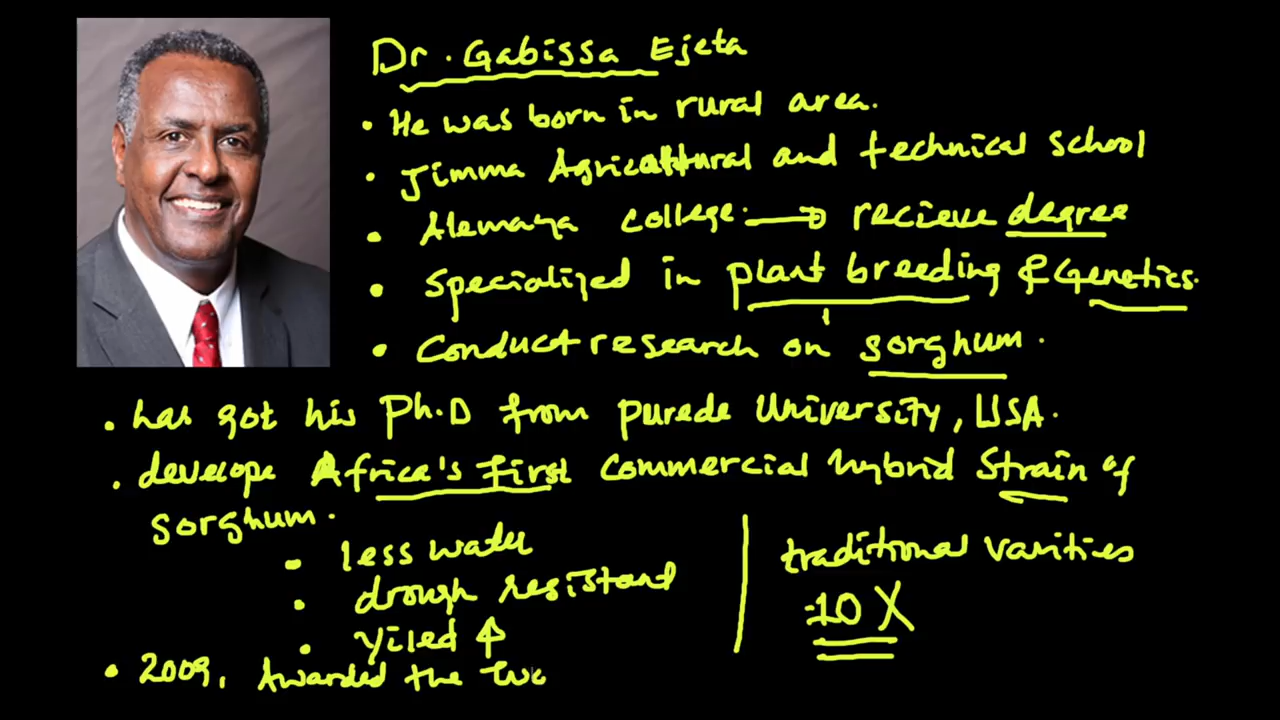 Dr. Gabissa Ejeta
• He was born in rural area.
• Jimma Agricultural and technical school
• Alemaya college. → recieve degree
• Specialized in plant breeding & Genetics.
• Conduct research on sorghum.
• has got his Ph.D from purede University, USA.
• develope Africa's first commercial hybrid Strain of
sorghum.
• less water
• drough resistand
• yiled ↑
traditional varities
10 X
• 2009, Awarded the